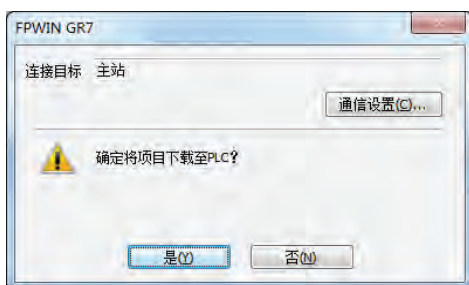 FPWIN GR7
连接目标 主站
通信设置(C)...
确定将项目下载至PLC?
是(Y) 否(N)